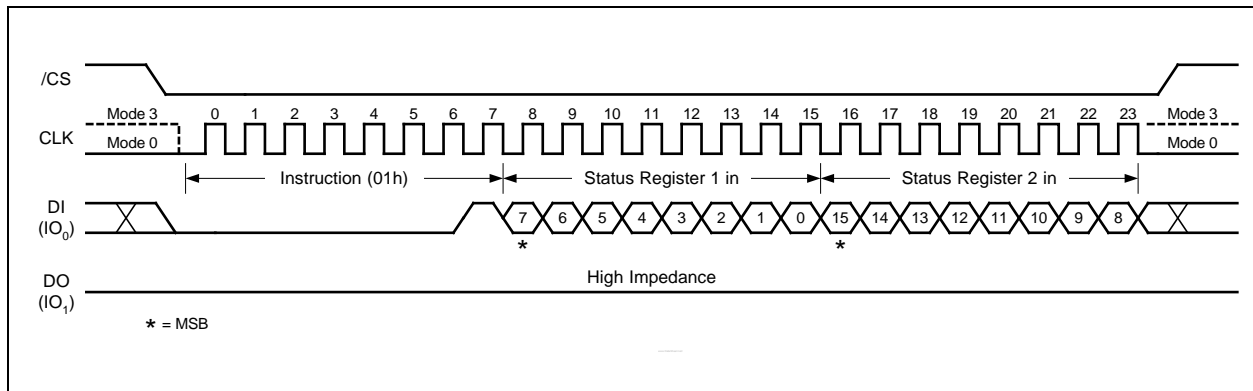 /CS
Mode 3 0 1 2 3 4 5 6 7 8 9 10 11 12 13 14 15 16 17 18 19 20 21 22 23 Mode 3
CLK Mode 0 Mode 0
Instruction (01h) Status Register 1 in Status Register 2 in
DI
(IO0) 7 6 5 4 3 2 1 0 15 14 13 12 11 10 9 8
* *
High Impedance
DO
(IO1)
* = MSB